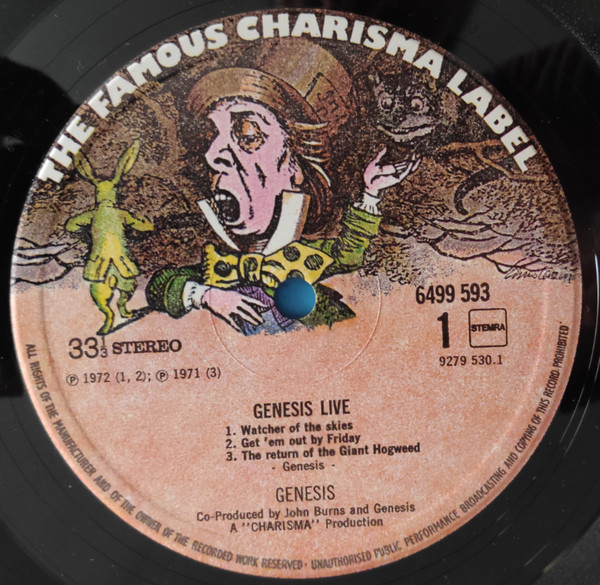 THE FAMOUS CHARISMA LABEL
6499 593
1
STEMRA
9279 530.1
33 1/3 STEREO
℗ 1972 (1, 2); ℗ 1971 (3)
GENESIS LIVE
1. Watcher of the skies
2. Get 'em out by Friday
3. The return of the Giant Hogweed
- Genesis -
GENESIS
Co-Produced by John Burns and Genesis
A "CHARISMA" Production
ALL RIGHTS OF THE MANUFACTURER AND OF THE OWNER OF THE RECORDED WORK RESERVED · UNAUTHORISED PUBLIC PERFORMANCE BROADCASTING AND COPYING OF THIS RECORD PROHIBITED ·